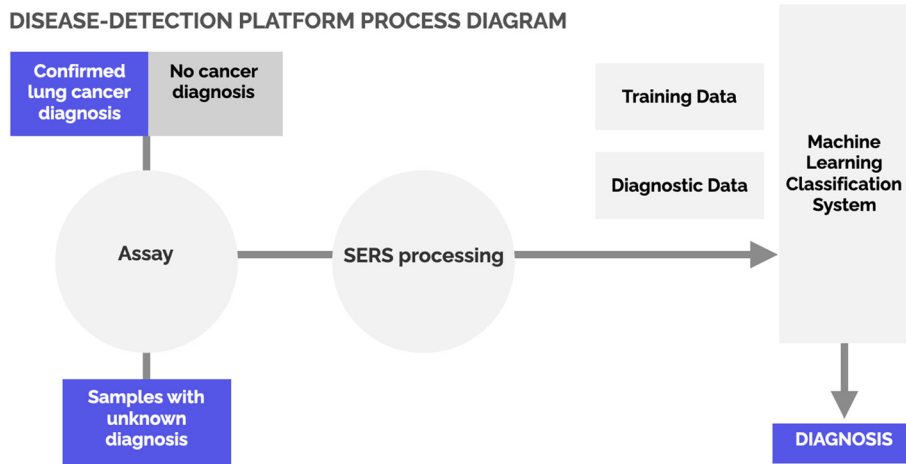 DISEASE-DETECTION PLATFORM PROCESS DIAGRAM
Confirmed
lung cancer
diagnosis
No cancer
diagnosis
Training Data
Diagnostic Data
Machine
Learning
Classification
System
Assay
SERS processing
Samples with
unknown
diagnosis
DIAGNOSIS